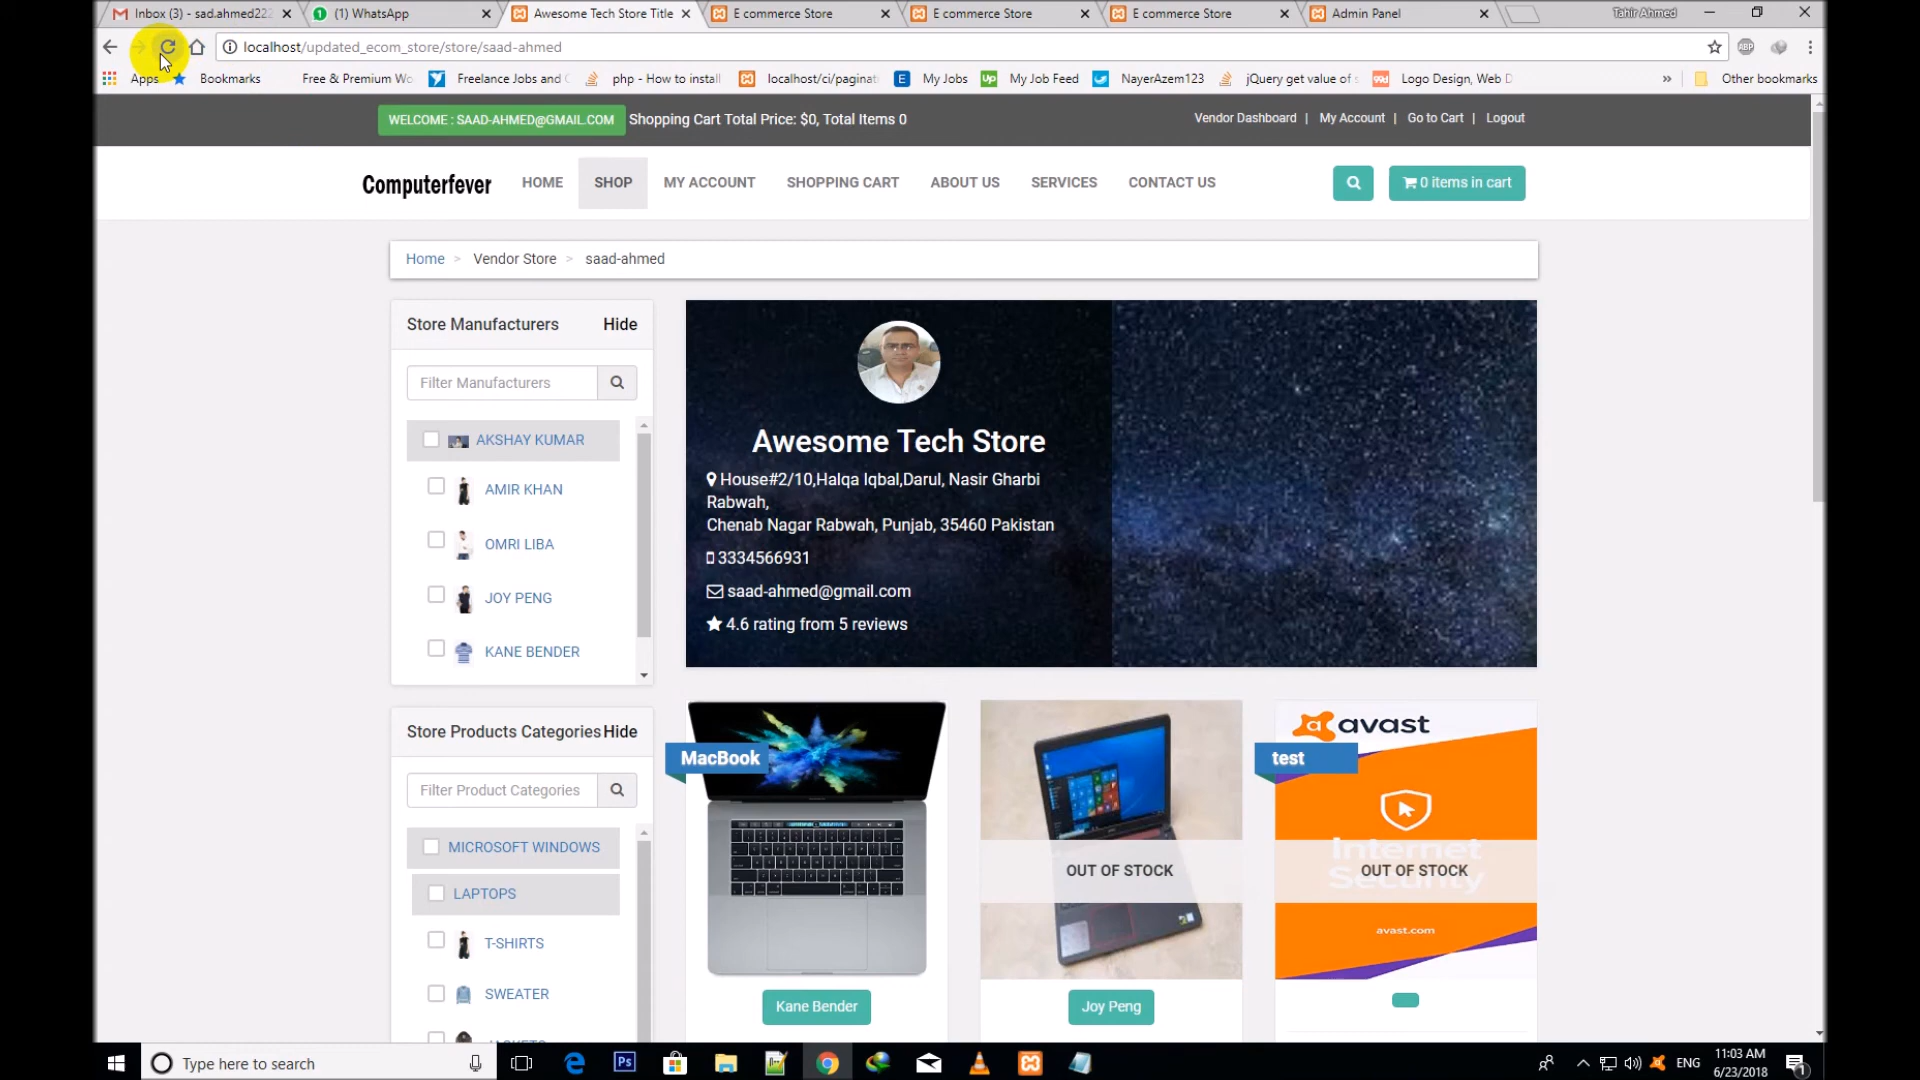 Inbox (3) - sad.ahmed222
(1) WhatsApp
Awesome Tech Store Title
E commerce Store
E commerce Store
E commerce Store
Admin Panel
Tahir Ahmed
localhost/updated_ecom_store/store/saad-ahmed
ABP
Apps
Bookmarks
Free & Premium Wo
Freelance Jobs and
php - How to install
localhost/ci/paginat
My Jobs
My Job Feed
NayerAzem123
jQuery get value of s
Logo Design, Web D
»
Other bookmarks
WELCOME : SAAD-AHMED@GMAIL.COM
Shopping Cart Total Price: $0, Total Items 0
Vendor Dashboard | My Account | Go to Cart | Logout
Computerfever
HOME
SHOP
MY ACCOUNT
SHOPPING CART
ABOUT US
SERVICES
CONTACT US
0 items in cart
Home > Vendor Store > saad-ahmed
Store Manufacturers
Hide
Filter Manufacturers
AKSHAY KUMAR
AMIR KHAN
OMRI LIBA
JOY PENG
KANE BENDER
Awesome Tech Store
House#2/10,Halqa Iqbal,Darul, Nasir Gharbi
Rabwah,
Chenab Nagar Rabwah, Punjab, 35460 Pakistan
3334566931
saad-ahmed@gmail.com
4.6 rating from 5 reviews
Store Products Categories
Hide
Filter Product Categories
MICROSOFT WINDOWS
LAPTOPS
T-SHIRTS
SWEATER
MacBook
Kane Bender
OUT OF STOCK
Joy Peng
avast
test
Internet
Security
OUT OF STOCK
avast.com
Type here to search
Ps
ENG
11:03 AM
6/23/2018
1